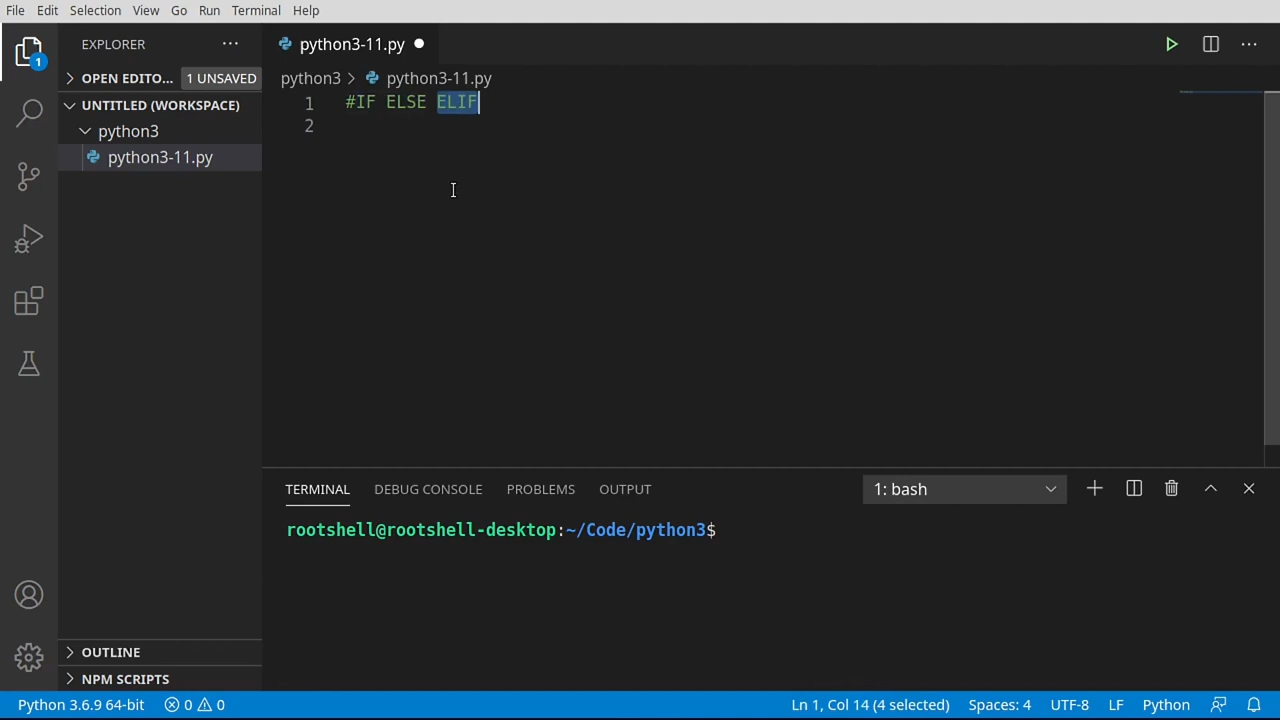 File Edit Selection View Go Run Terminal Help
EXPLORER
python3-11.py
OPEN EDITO... 1 UNSAVED
UNTITLED (WORKSPACE)
python3
python3-11.py
1
python3 > python3-11.py
1 #IF ELSE ELIF
2
TERMINAL DEBUG CONSOLE PROBLEMS OUTPUT 1: bash
rootshell@rootshell-desktop:~/Code/python3$
OUTLINE
NPM SCRIPTS
Python 3.6.9 64-bit 0 0 Ln 1, Col 14 (4 selected) Spaces: 4 UTF-8 LF Python